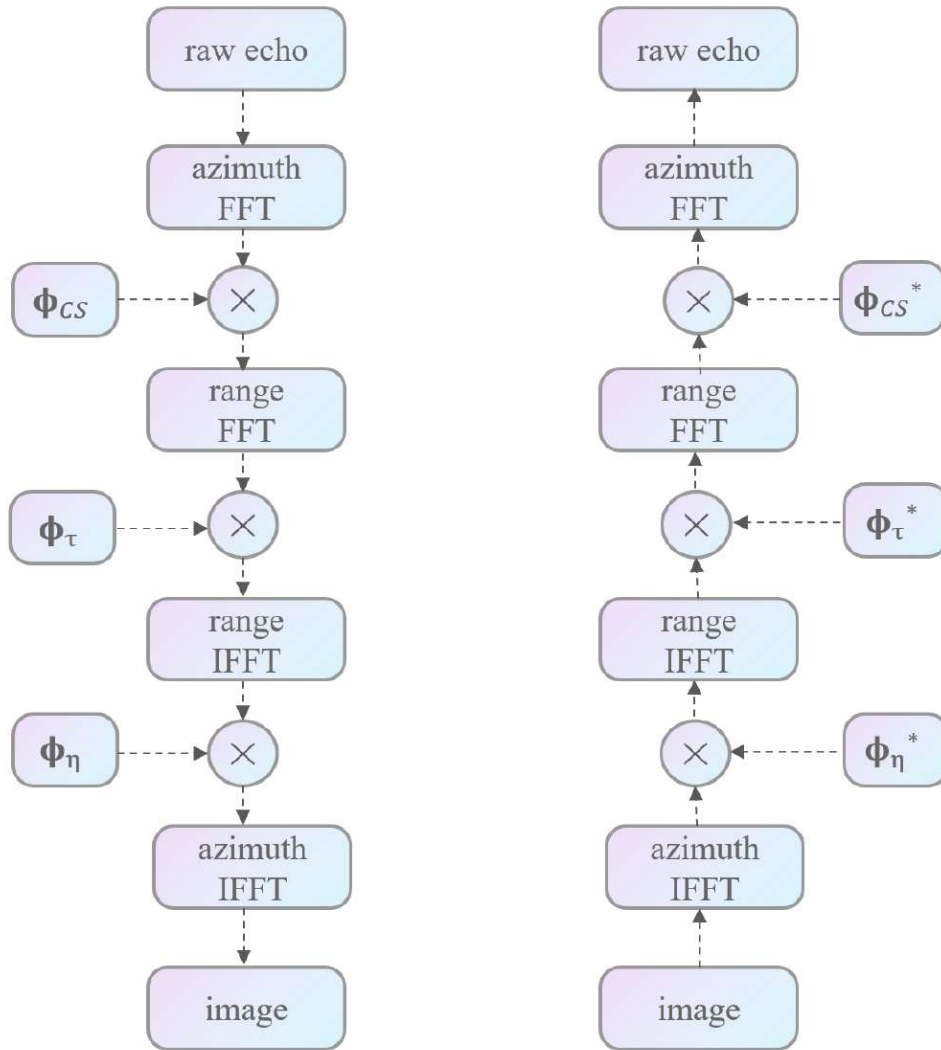 raw echo
azimuth
FFT
ϕCS
×
range
FFT
ϕτ
×
range
IFFT
ϕη
×
azimuth
IFFT
image
raw echo
azimuth
FFT
×
ϕCS*
range
FFT
×
ϕτ*
range
IFFT
×
ϕη*
azimuth
IFFT
image